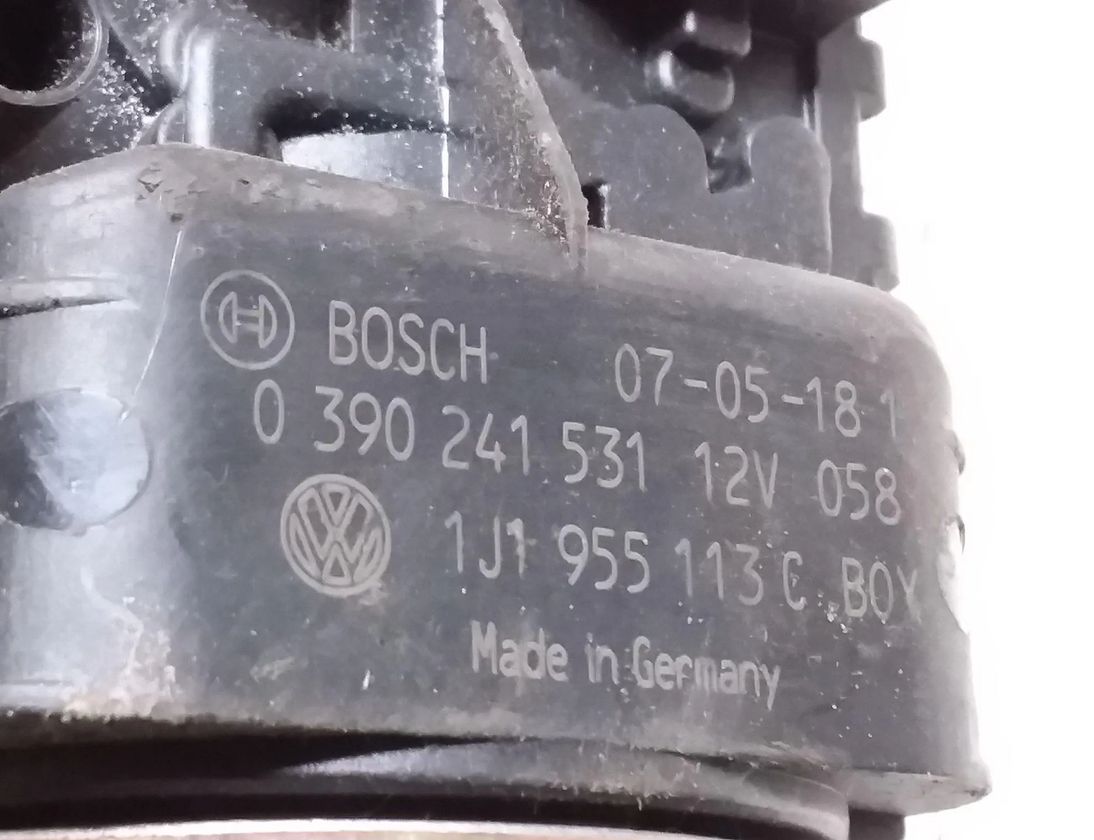 BOSCH 07-05-18 1
0 390 241 531 12V 058
1J1 955 113 C BOX
Made in Germany